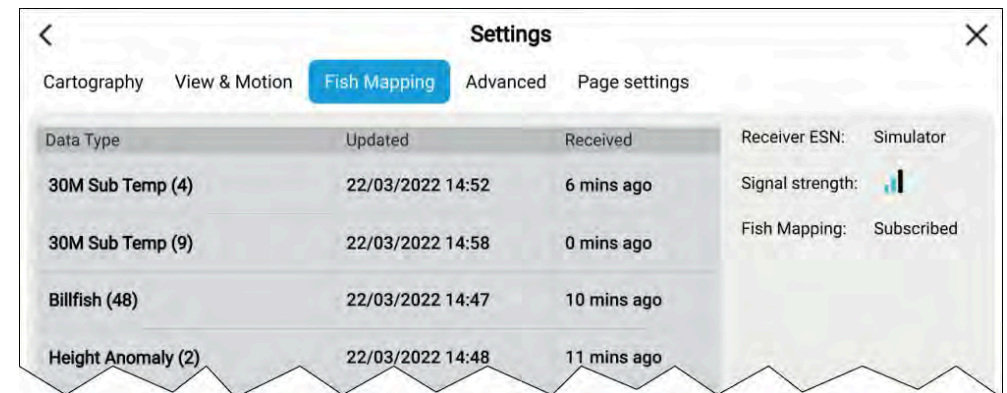 Settings
Cartography View & Motion Fish Mapping Advanced Page settings
Data Type Updated Received
30M Sub Temp (4) 22/03/2022 14:52 6 mins ago
30M Sub Temp (9) 22/03/2022 14:58 0 mins ago
Billfish (48) 22/03/2022 14:47 10 mins ago
Height Anomaly (2) 22/03/2022 14:48 11 mins ago
Receiver ESN: Simulator
Signal strength:
Fish Mapping: Subscribed